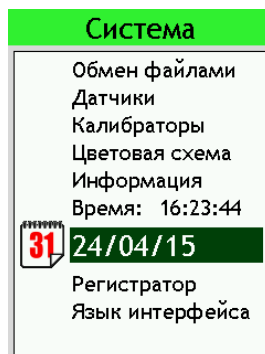 Система
Обмен файлами
Датчики
Калибраторы
Цветовая схема
Информация
Время: 16:23:44
31 24/04/15
Регистратор
Язык интерфейса